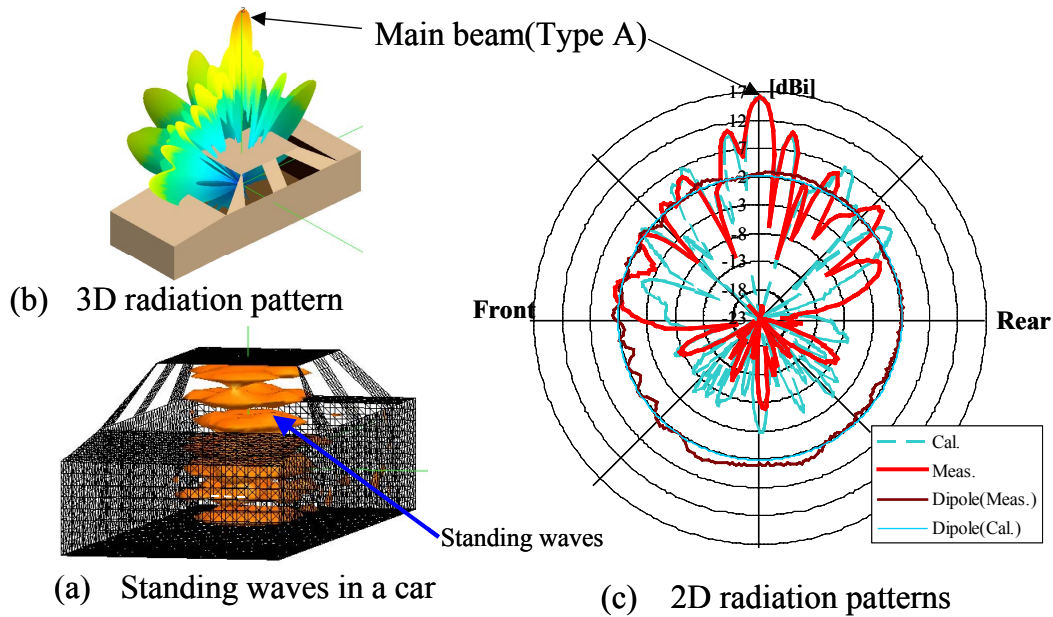 Main beam(Type A)
(b) 3D radiation pattern
Standing waves
(a) Standing waves in a car
[dBi]
17
12
7
2
-3
-8
-13
-18
-23
Front
Rear
Cal.
Meas.
Dipole(Meas.)
Dipole(Cal.)
(c) 2D radiation patterns